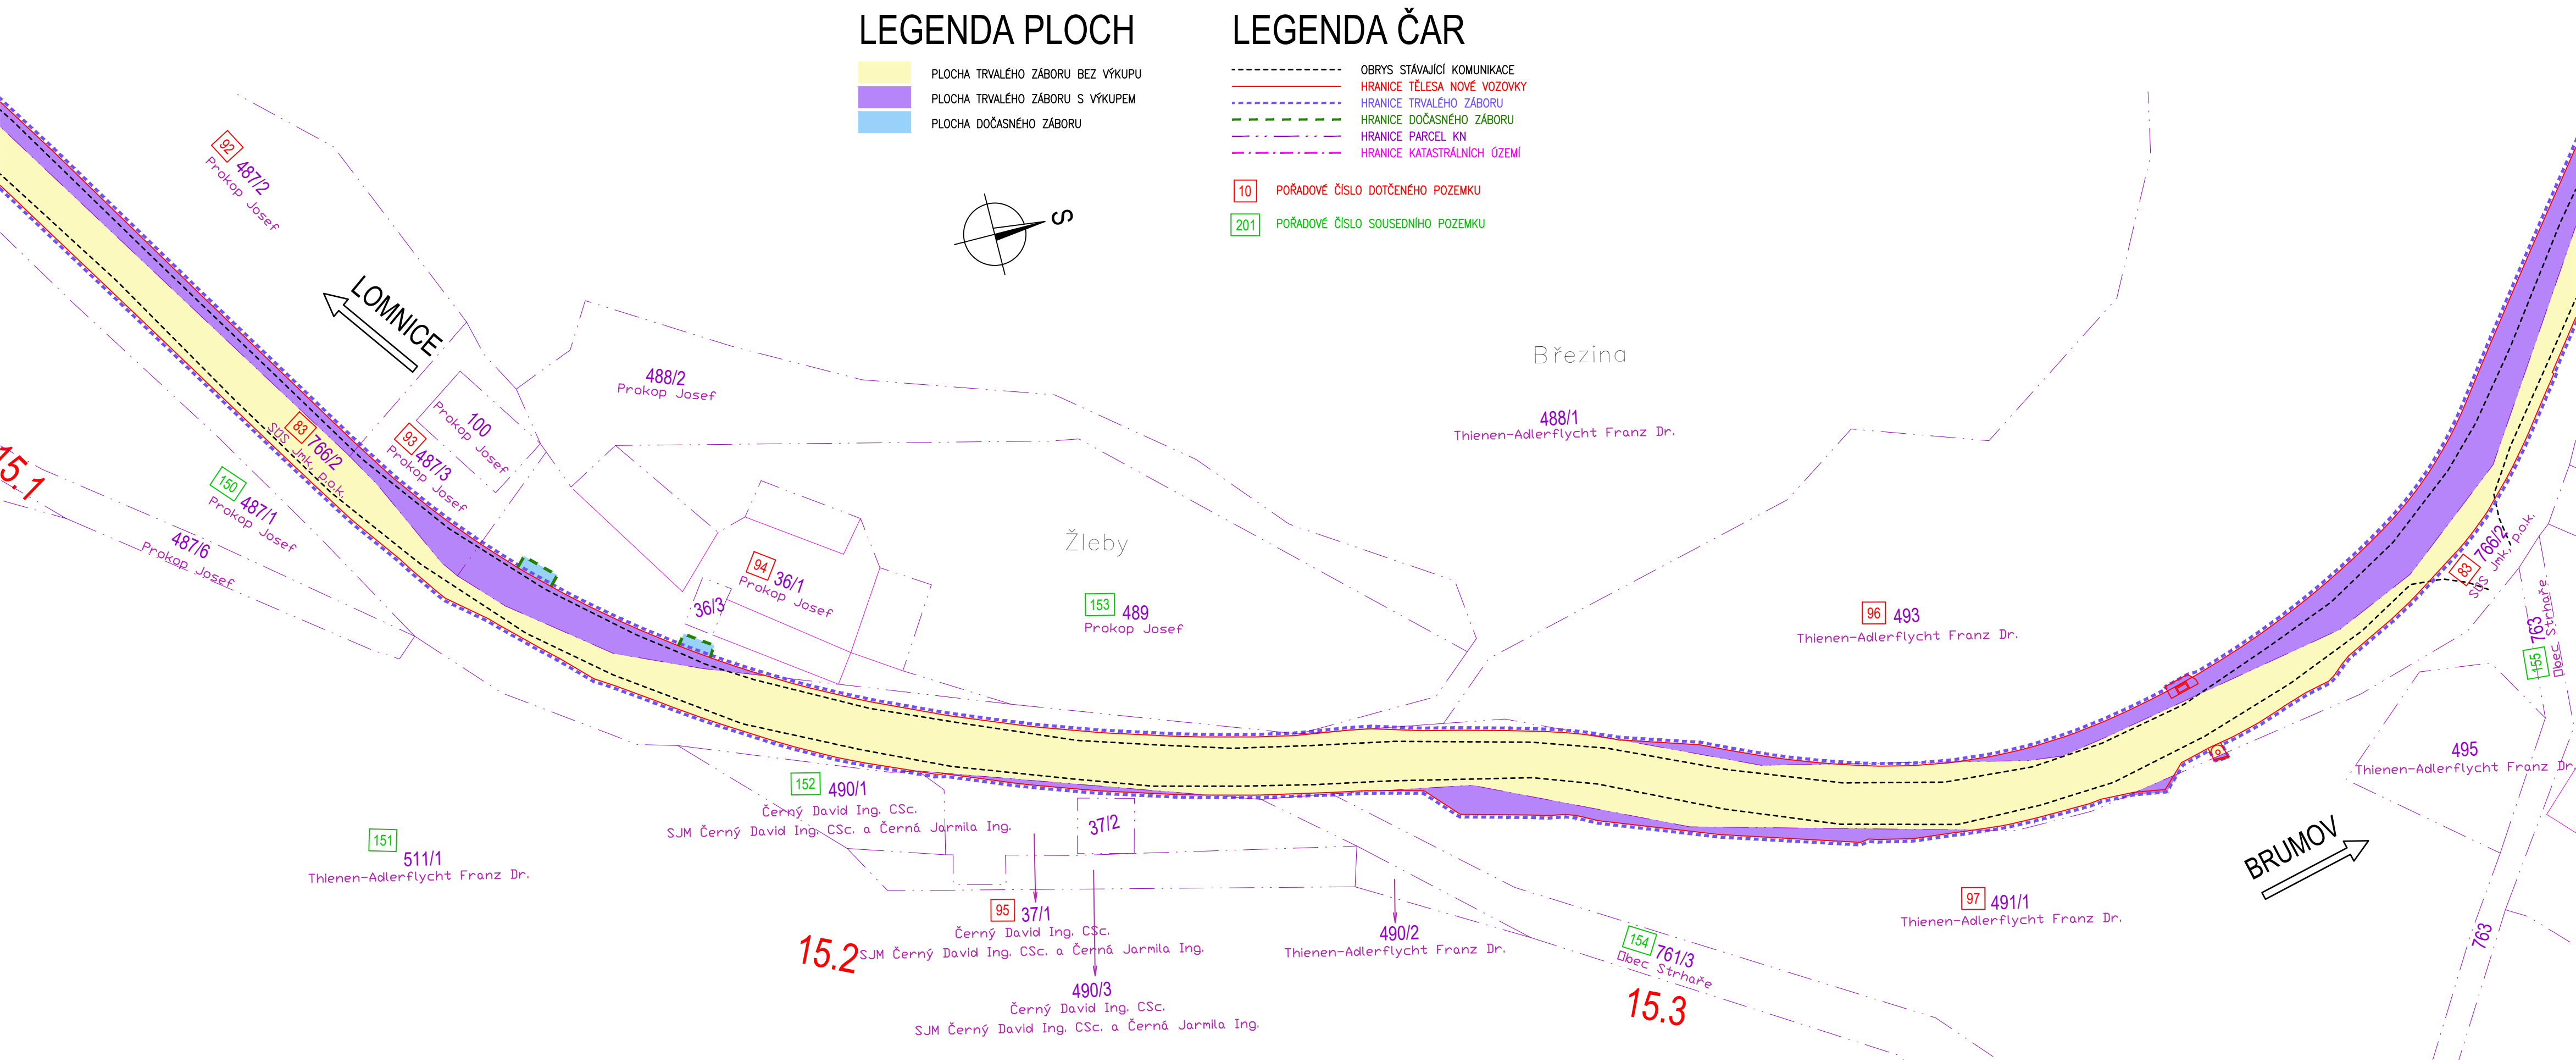 LEGENDA PLOCH
PLOCHA TRVALÉHO ZÁBORU BEZ VÝKUPU
PLOCHA TRVALÉHO ZÁBORU S VÝKUPEM
PLOCHA DOČASNÉHO ZÁBORU
LEGENDA ČAR
OBRYS STÁVAJÍCÍ KOMUNIKACE
HRANICE TĚLESA NOVÉ VOZOVKY
HRANICE TRVALÉHO ZÁBORU
HRANICE DOČASNÉHO ZÁBORU
HRANICE PARCEL KN
HRANICE KATASTRÁLNÍCH ÚZEMÍ
10 POŘADOVÉ ČÍSLO DOTČENÉHO POZEMKU
201 POŘADOVÉ ČÍSLO SOUSEDNÍHO POZEMKU
S
92 487/2
Prokop Josef
LOMNICE
488/2
Prokop Josef
Březina
488/1
Thienen-Adlerflycht Franz Dr.
100
Prokop Josef
93 487/3
Prokop Josef
83 766/2
SÚS Jmk, p.o.k.
15.1
150 487/1
Prokop Josef
487/6
Prokop Josef
Žleby
94 36/1
Prokop Josef
36/3
153 489
Prokop Josef
96 493
Thienen-Adlerflycht Franz Dr.
83 766/2
SÚS Jmk, p.o.k.
155 763
Obec Strhaře
495
Thienen-Adlerflycht Franz Dr.
152 490/1
Černý David Ing. CSc.
SJM Černý David Ing. CSc. a Černá Jarmila Ing.
37/2
151 511/1
Thienen-Adlerflycht Franz Dr.
BRUMOV
95 37/1
Černý David Ing. CSc.
SJM Černý David Ing. CSc. a Černá Jarmila Ing.
15.2
490/2
Thienen-Adlerflycht Franz Dr.
97 491/1
Thienen-Adlerflycht Franz Dr.
763
154 761/3
Obec Strhaře
490/3
Černý David Ing. CSc.
SJM Černý David Ing. CSc. a Černá Jarmila Ing.
15.3